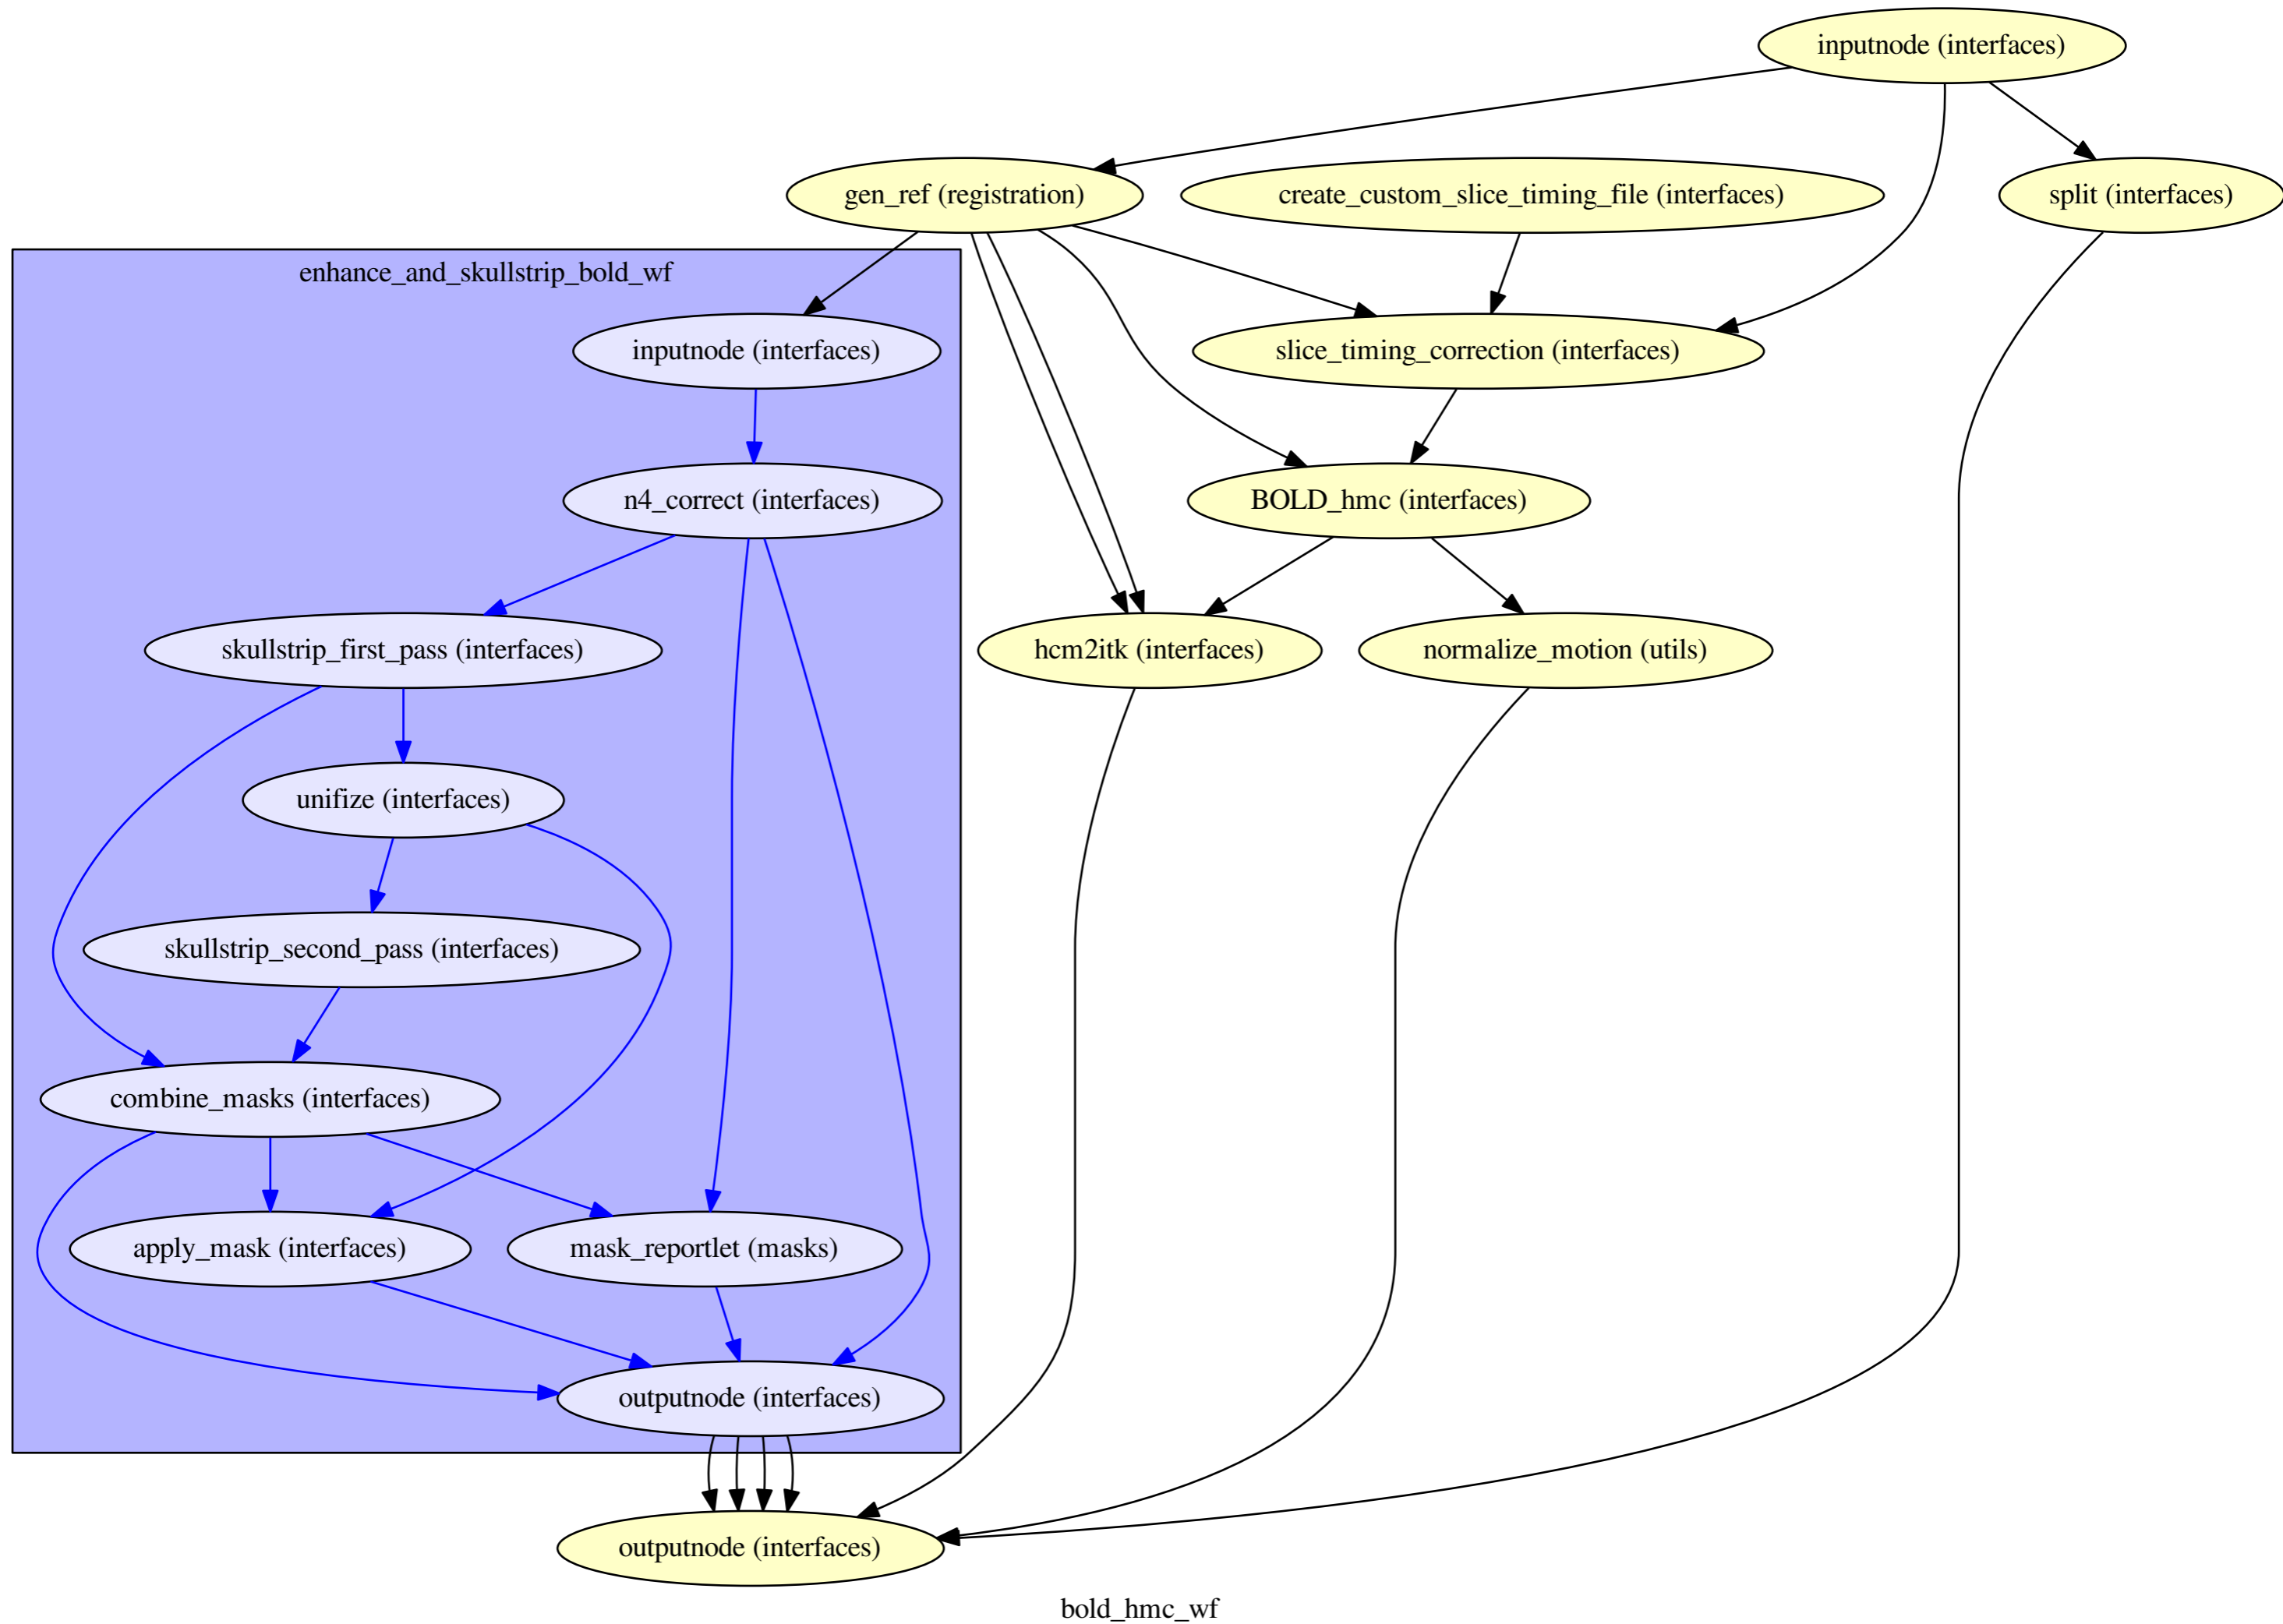 inputnode (interfaces)
gen_ref (registration)
create_custom_slice_timing_file (interfaces)
split (interfaces)
enhance_and_skullstrip_bold_wf
inputnode (interfaces)
slice_timing_correction (interfaces)
n4_correct (interfaces)
BOLD_hmc (interfaces)
skullstrip_first_pass (interfaces)
hcm2itk (interfaces)
normalize_motion (utils)
unifize (interfaces)
skullstrip_second_pass (interfaces)
combine_masks (interfaces)
apply_mask (interfaces)
mask_reportlet (masks)
outputnode (interfaces)
outputnode (interfaces)
bold_hmc_wf